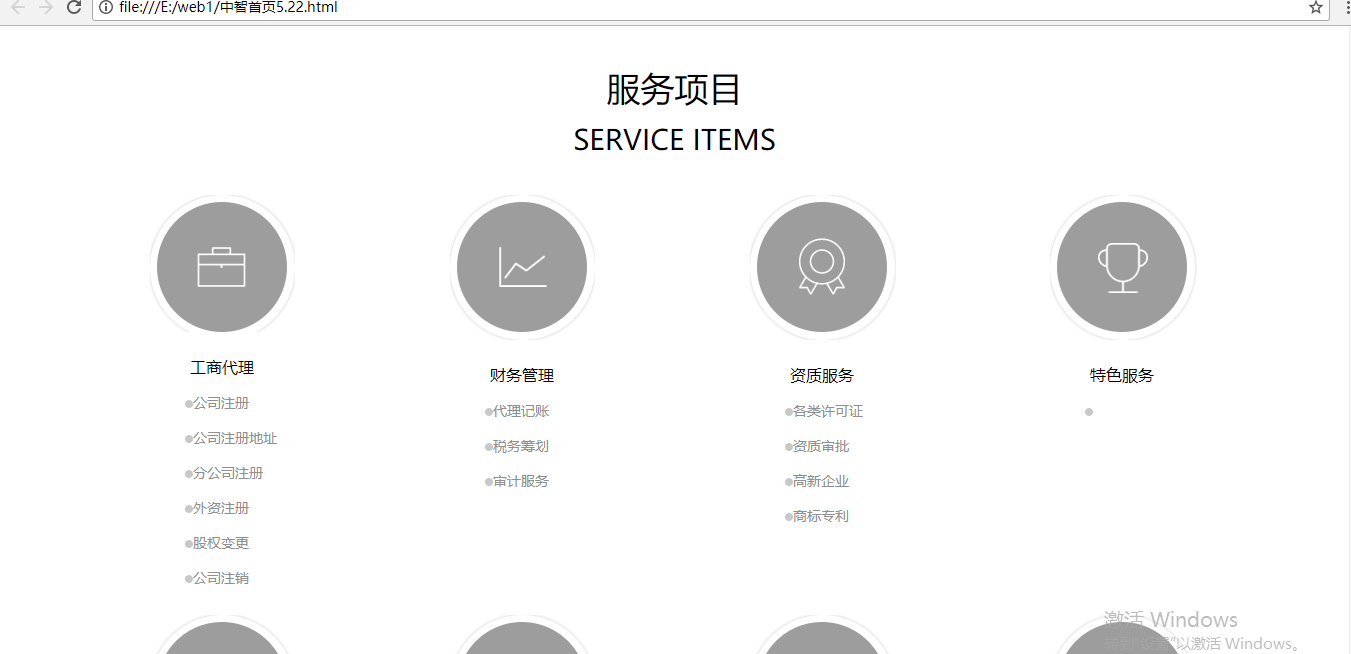 file:///E:/web1/中智首页5.22.html
服务项目
SERVICE ITEMS
工商代理
公司注册
公司注册地址
分公司注册
外资注册
股权变更
公司注销
财务管理
代理记账
税务筹划
审计服务
资质服务
各类许可证
资质审批
高新企业
商标专利
特色服务
激活 Windows
转到"设置"以激活 Windows。